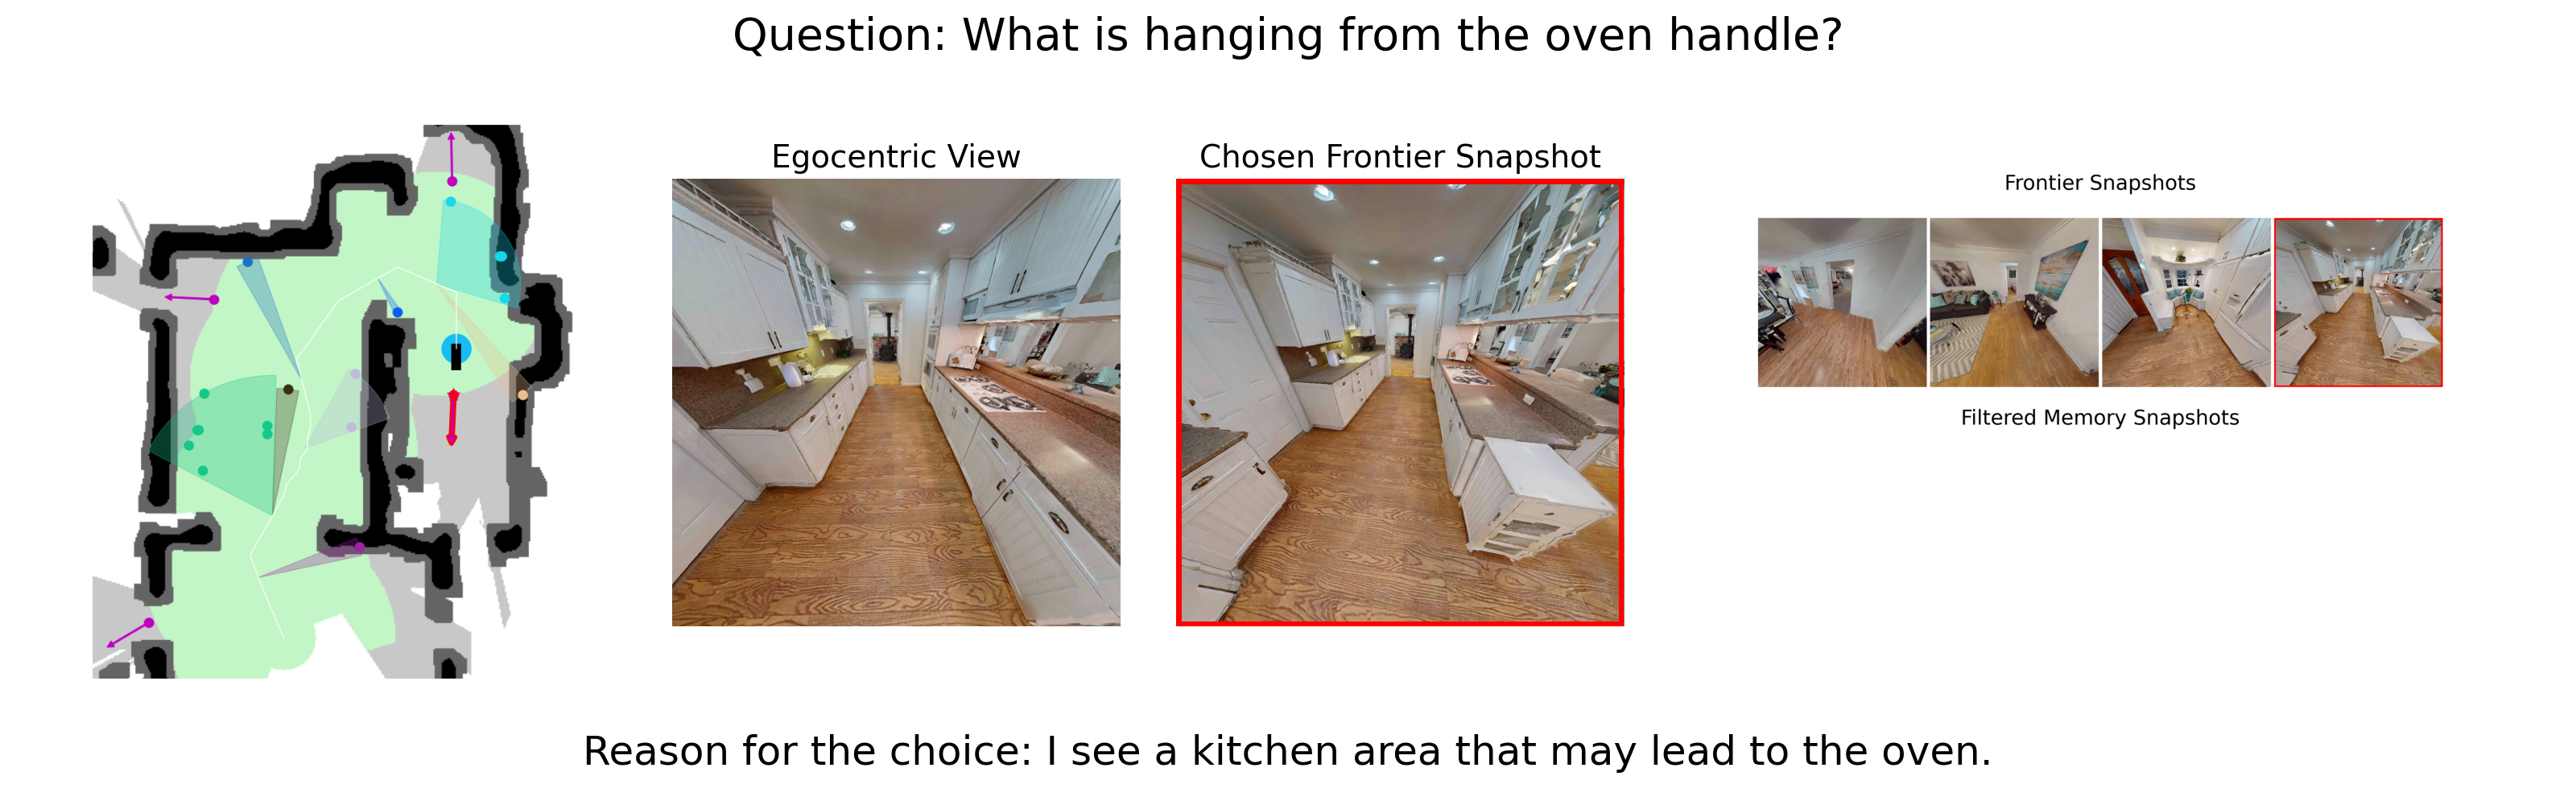 Question: What is hanging from the oven handle?
Egocentric View
Chosen Frontier Snapshot
Frontier Snapshots
Filtered Memory Snapshots
Reason for the choice: I see a kitchen area that may lead to the oven.